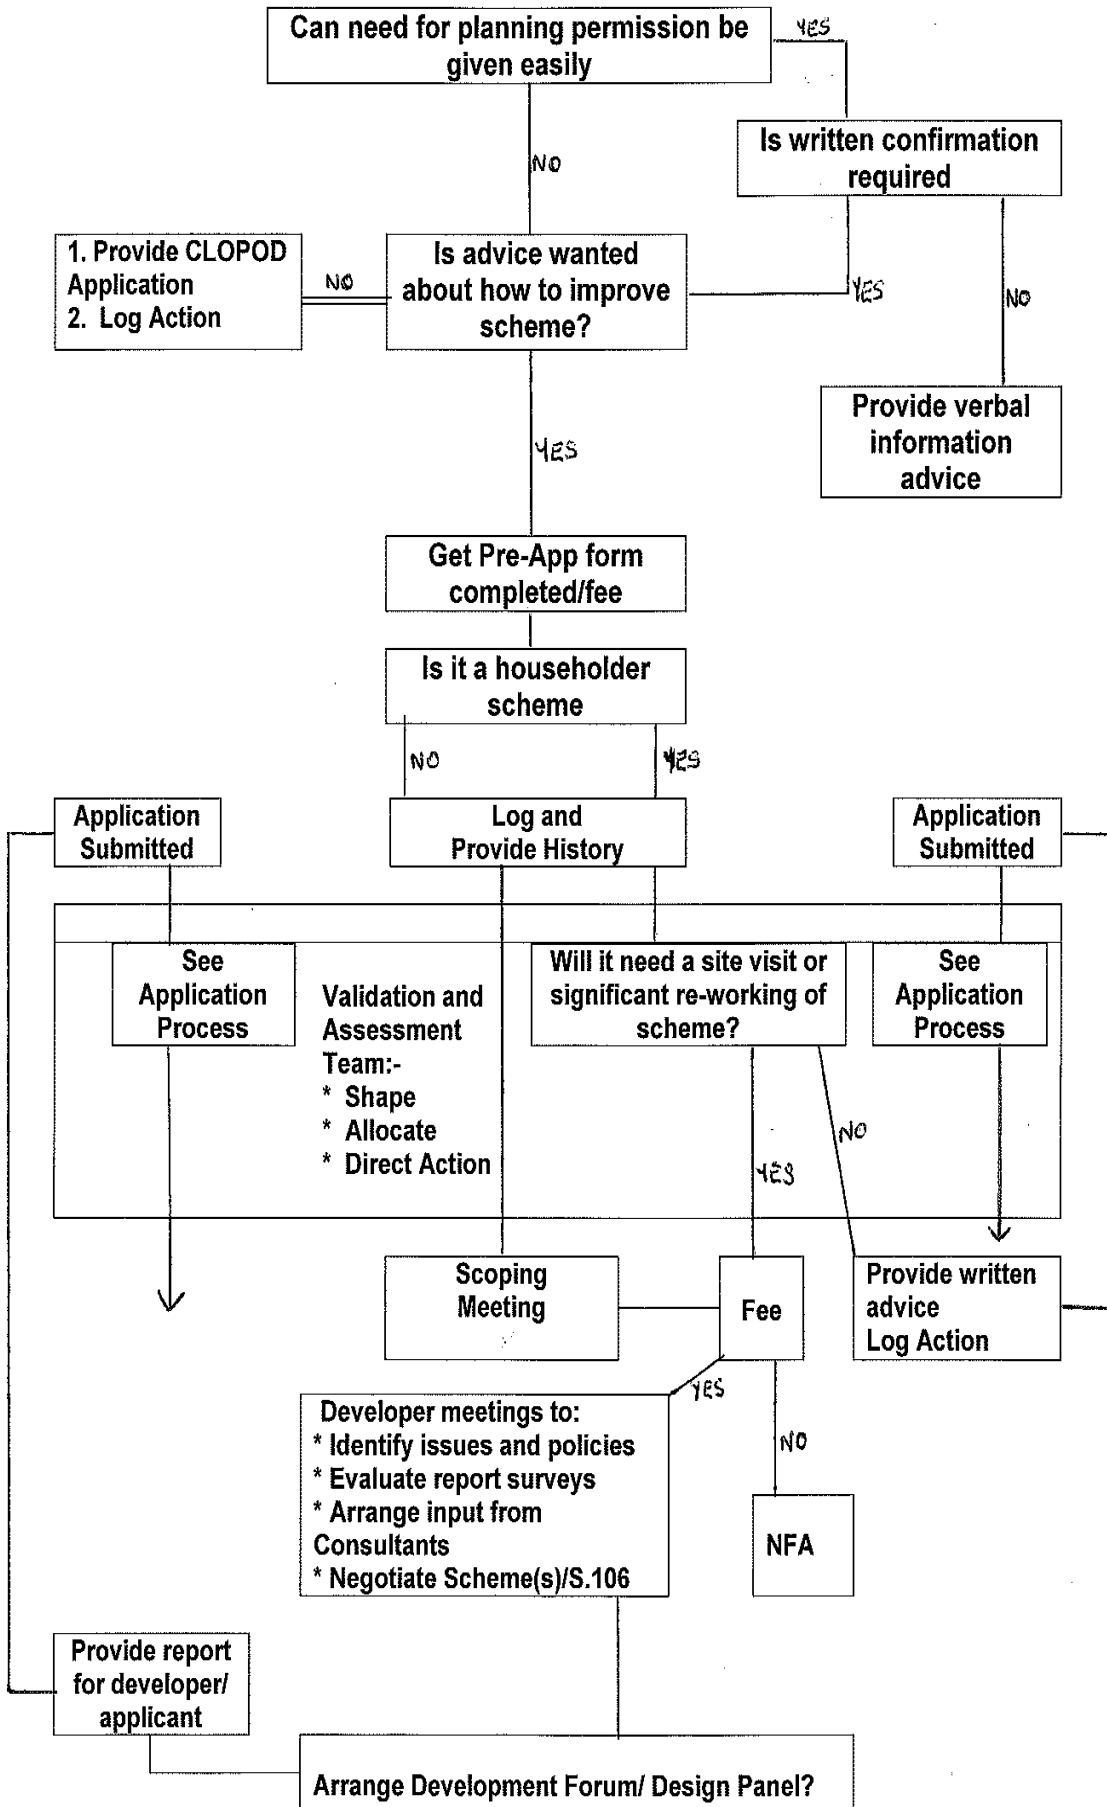 Can need for planning permission be
given easily
YES
Is written confirmation
required
NO
1. Provide CLOPOD
Application
2. Log Action
NO
Is advice wanted
about how to improve
scheme?
YES
NO
Provide verbal
information
advice
YES
Get Pre-App form
completed/fee
Is it a householder
scheme
NO
YES
Application
Submitted
Log and
Provide History
Application
Submitted
See
Application
Process
Validation and
Assessment
Team:-
* Shape
* Allocate
* Direct Action
Will it need a site visit or
significant re-working of
scheme?
See
Application
Process
YES
NO
Scoping
Meeting
Fee
Provide written
advice
Log Action
YES
Developer meetings to:
* Identify issues and policies
* Evaluate report surveys
* Arrange input from
Consultants
* Negotiate Scheme(s)/S.106
NO
NFA
Provide report
for developer/
applicant
Arrange Development Forum/ Design Panel?